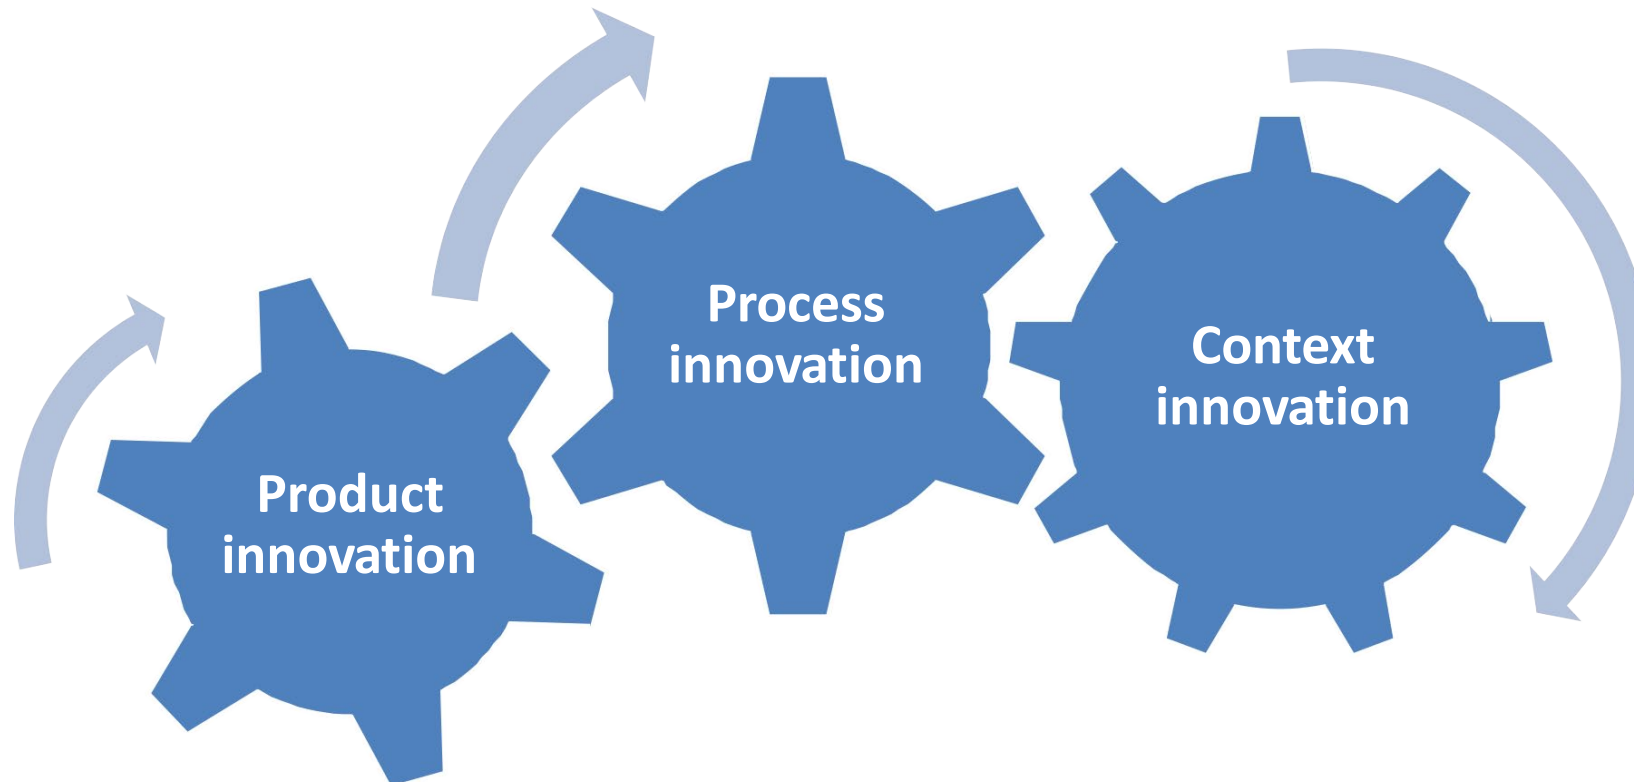 Product
innovation
Process
innovation
Context
innovation